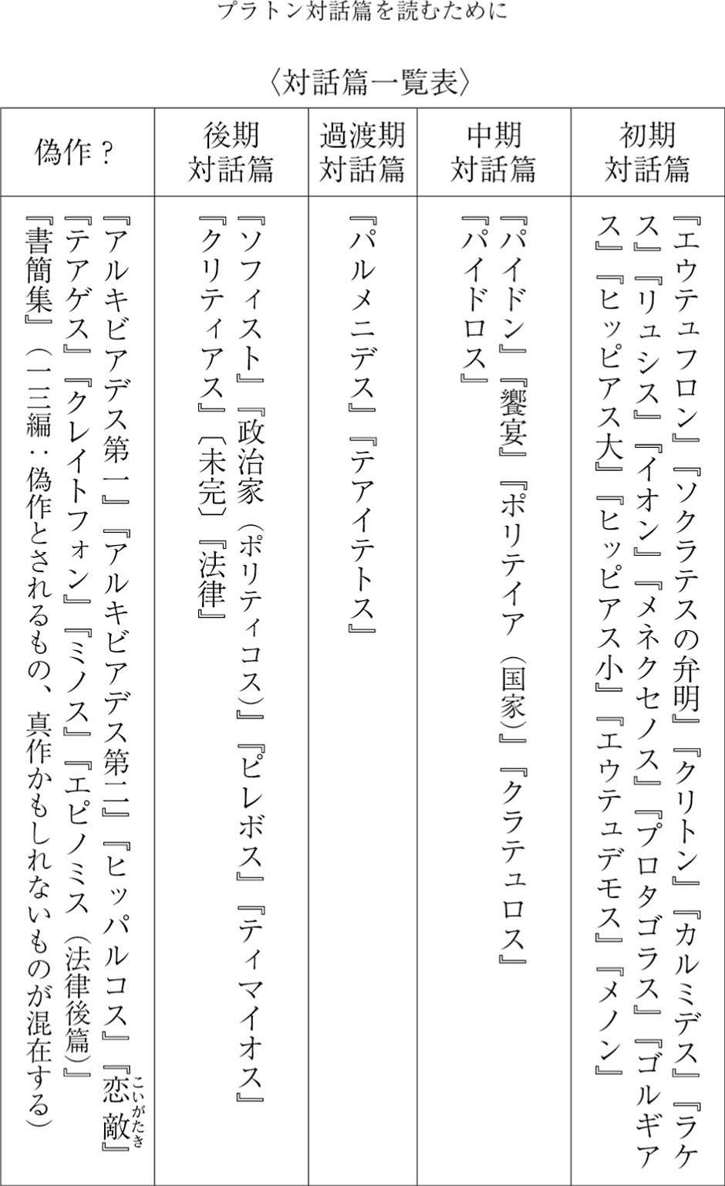 プラトン対話篇を読むために
〈対話篇一覧表〉
初期
対話篇
『エウテュフロン』『ソクラテスの弁明』『クリトン』『カルミデス』『ラケ
ス』『リュシス』『イオン』『メネクセノス』『プロタゴラス』『ゴルギア
ス』『ヒッピアス大』『ヒッピアス小』『エウテュデモス』『メノン』
中期
対話篇
『パイドン』『饗宴』『ポリテイア（国家）』『クラテュロス』
『パイドロス』
過渡期
対話篇
『パルメニデス』『テアイテトス』
後期
対話篇
『ソフィスト』『政治家（ポリティコス）』『ピレボス』『ティマイオス』
『クリティアス』〔未完〕『法律』
偽作？
『アルキビアデス第一』『アルキビアデス第二』『ヒッパルコス』『恋敵』
こいがたき
『テアゲス』『クレイトフォン』『ミノス』『エピノミス（法律後篇）』
『書簡集』（一三編：偽作とされるもの、真作かもしれないものが混在する）